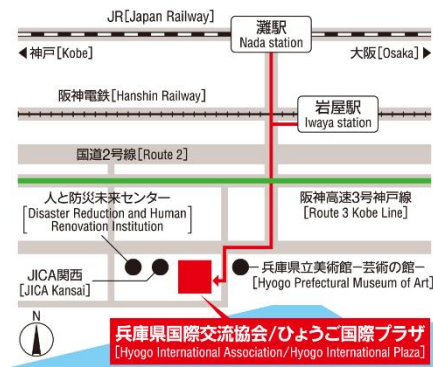 JR[Japan Railway]
灘駅
Nada station
◀神戸[Kobe]
大阪[Osaka]▶
阪神電鉄[Hanshin Railway]
岩屋駅
Iwaya station
国道2号線[Route 2]
人と防災未来センター
[Disaster Reduction and Human
Renovation Institution]
阪神高速3号神戸線
[Route 3 Kobe Line]
JICA関西
[JICA Kansai]
兵庫県立美術館ー芸術の館ー
[Hyogo Prefectural Museum of Art]
N
兵庫県国際交流協会/ひょうご国際プラザ
[Hyogo International Association/Hyogo International Plaza]